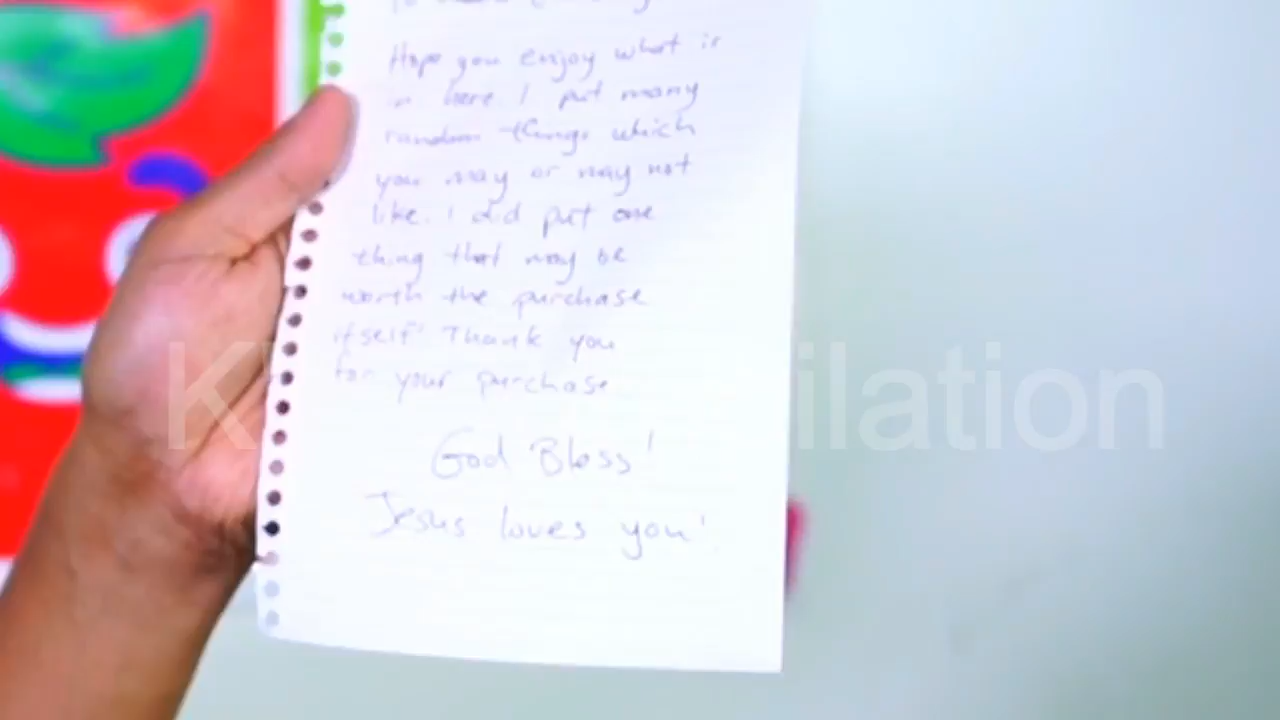 Hope you enjoy what is
in here I put many
random things which
you may or may not
like. I did put one
thing that may be
worth the purchase
itself! Thank you
for your purchase
God Bless!
Jesus loves you!